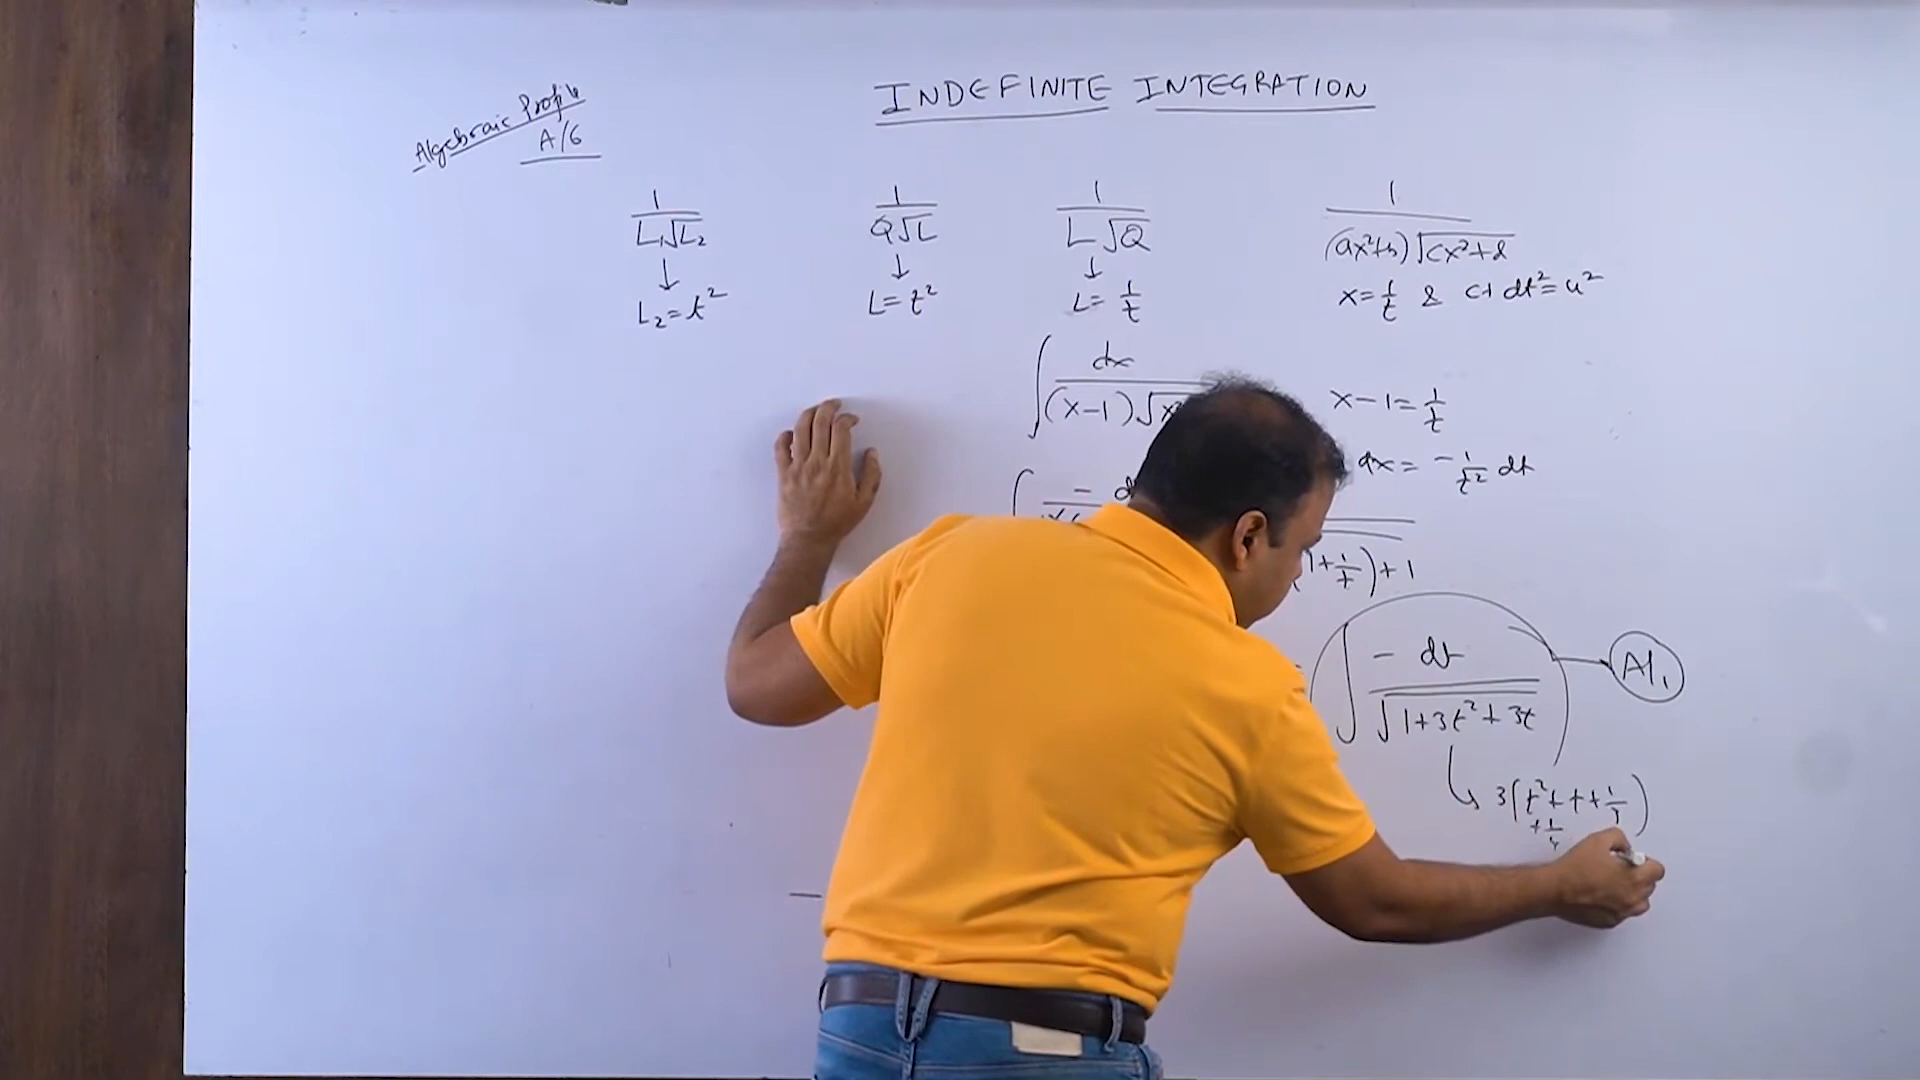 INDEFINITE INTEGRATION
Algebraic Profile
A/6
1/(L₁√L₂)
↓
L₂ = t²
1/(Q√L)
↓
L = t²
1/(L√Q)
↓
L = 1/t
1/((ax²+b)√(cx²+d))
x = 1/t & c+dt² = u²
∫ dx/((x-1)√x
x-1 = 1/t
dx = -1/t² dt
∫ - d
1+1/t)+1
∫ -dt/√(1+3t²+3t)
A/1
3(t²+t+1/3)
+1/4